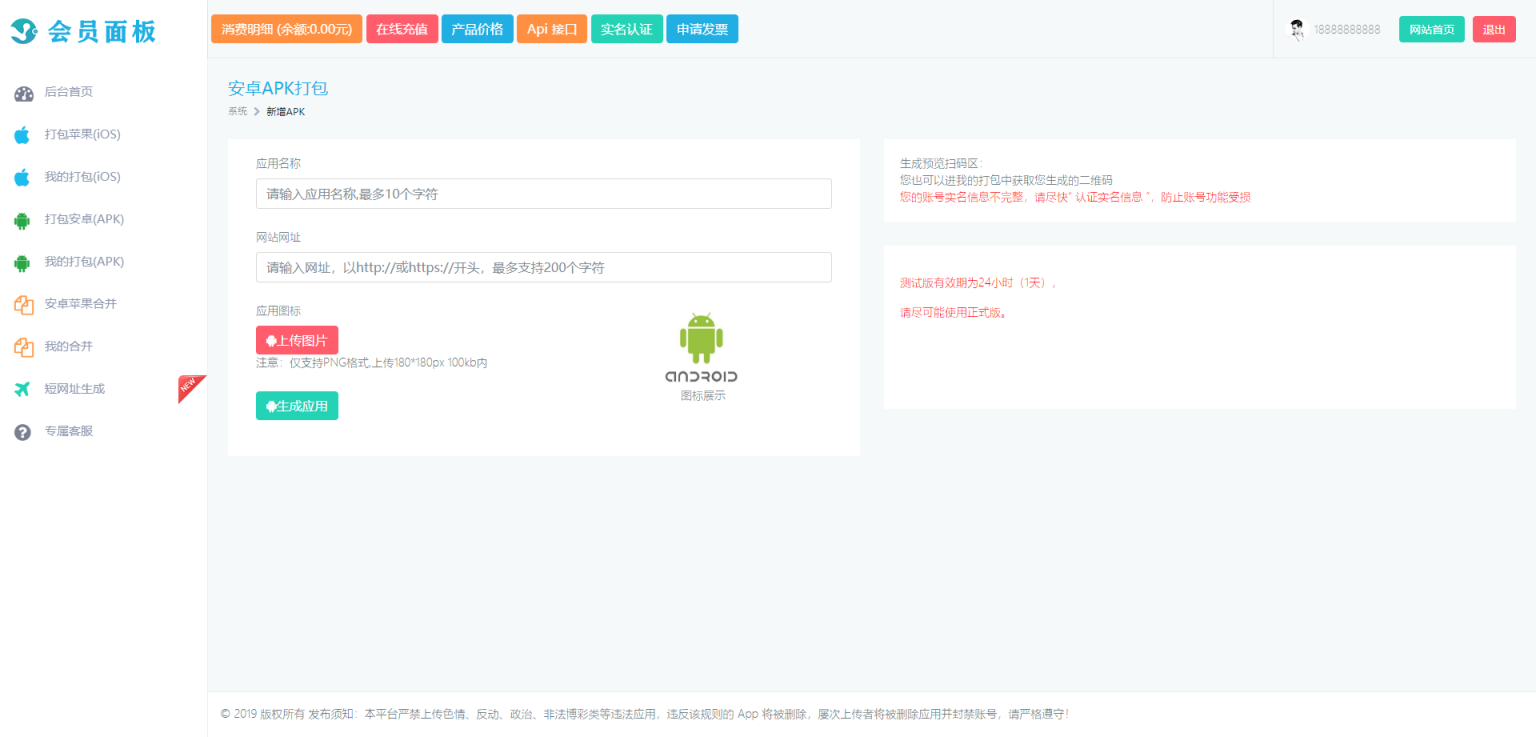 会员面板
消费明细 (余额:0.00元)
在线充值
产品价格
Api 接口
实名认证
申请发票
18888888888
网站首页
退出
后台首页
打包苹果(iOS)
我的打包(iOS)
打包安卓(APK)
我的打包(APK)
安卓苹果合并
我的合并
短网址生成
NEW
专属客服
安卓APK打包
系统
新增APK
应用名称
请输入应用名称,最多10个字符
网站网址
请输入网址，以http://或https://开头，最多支持200个字符
应用图标
上传图片
注意：仅支持PNG格式,上传180*180px 100kb内
ANDROID
图标展示
生成应用
生成预览扫码区:
您也可以进我的打包中获取您生成的二维码
您的账号实名信息不完整，请尽快" 认证实名信息 "，防止账号功能受损
测试版有效期为24小时（1天），
请尽可能使用正式版。
© 2019 版权所有 发布须知：本平台严禁上传色情、反动、政治、非法博彩类等违法应用，违反该规则的 App 将被删除，屡次上传者将被删除应用并封禁账号，请严格遵守！